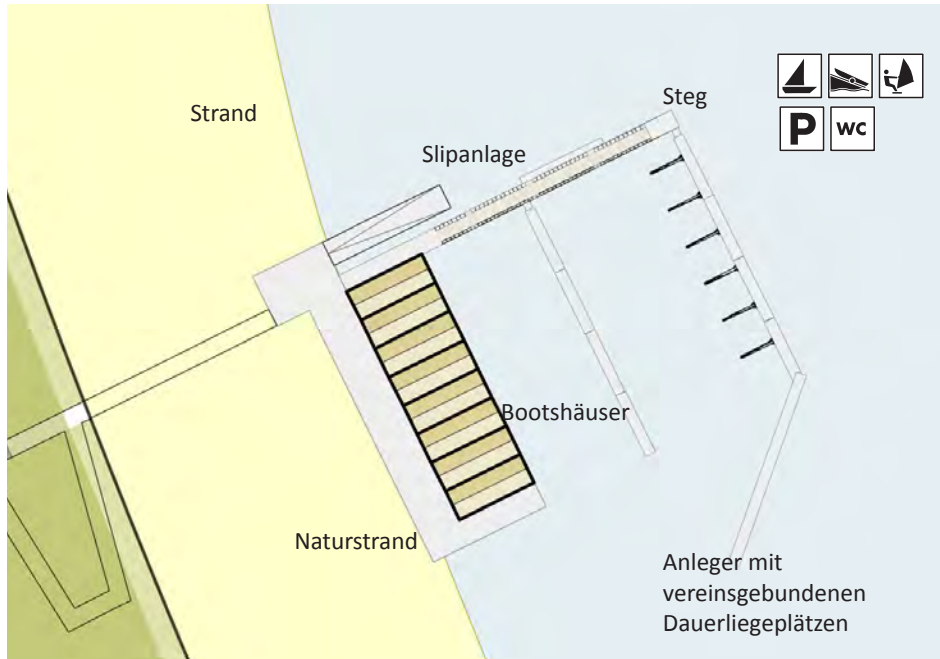 Strand
Steg
Slipanlage
P
WC
Bootshäuser
Naturstrand
Anleger mit
vereinsgebundenen
Dauerliegeplätzen